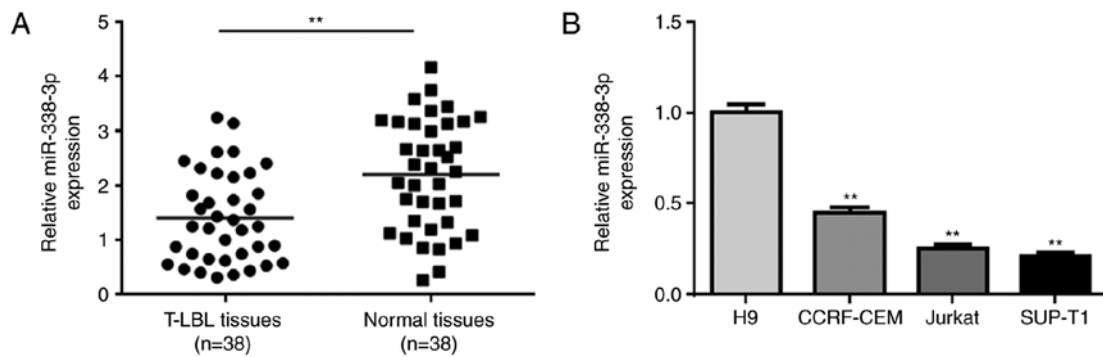 A
Relative miR-338-3p
expression
5
4
3
2
1
0
**
T-LBL tissues
(n=38)
Normal tissues
(n=38)
B
Relative miR-338-3p
expression
1.5
1.0
0.5
0.0
**
**
**
H9
CCRF-CEM
Jurkat
SUP-T1